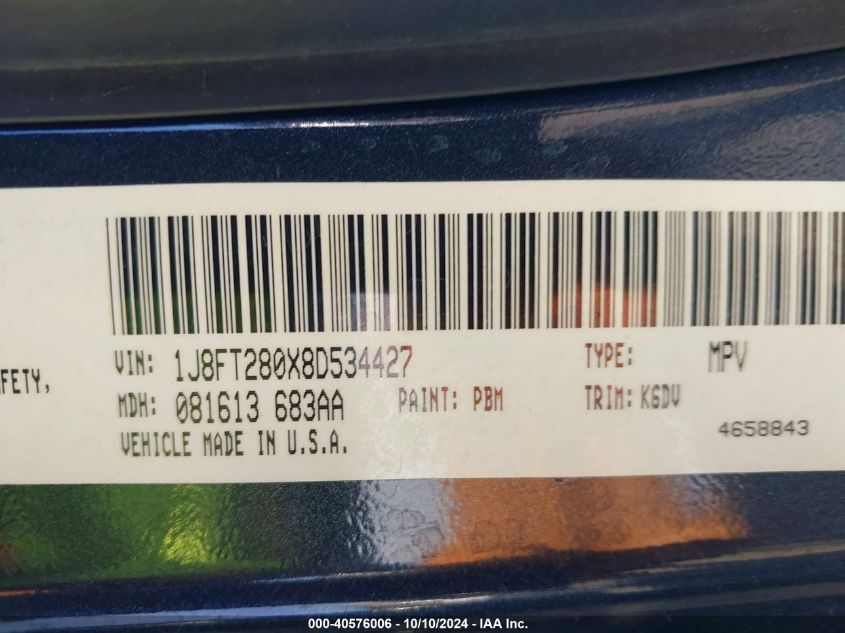 VIN: 1J8FT280X8D534427 TYPE: MPV
FETY,
MDH: 081613 683AA PAINT: PBM TRIM: K6DV
VEHICLE MADE IN U.S.A. 4658843
000-40576006 - 10/10/2024 - IAA Inc.